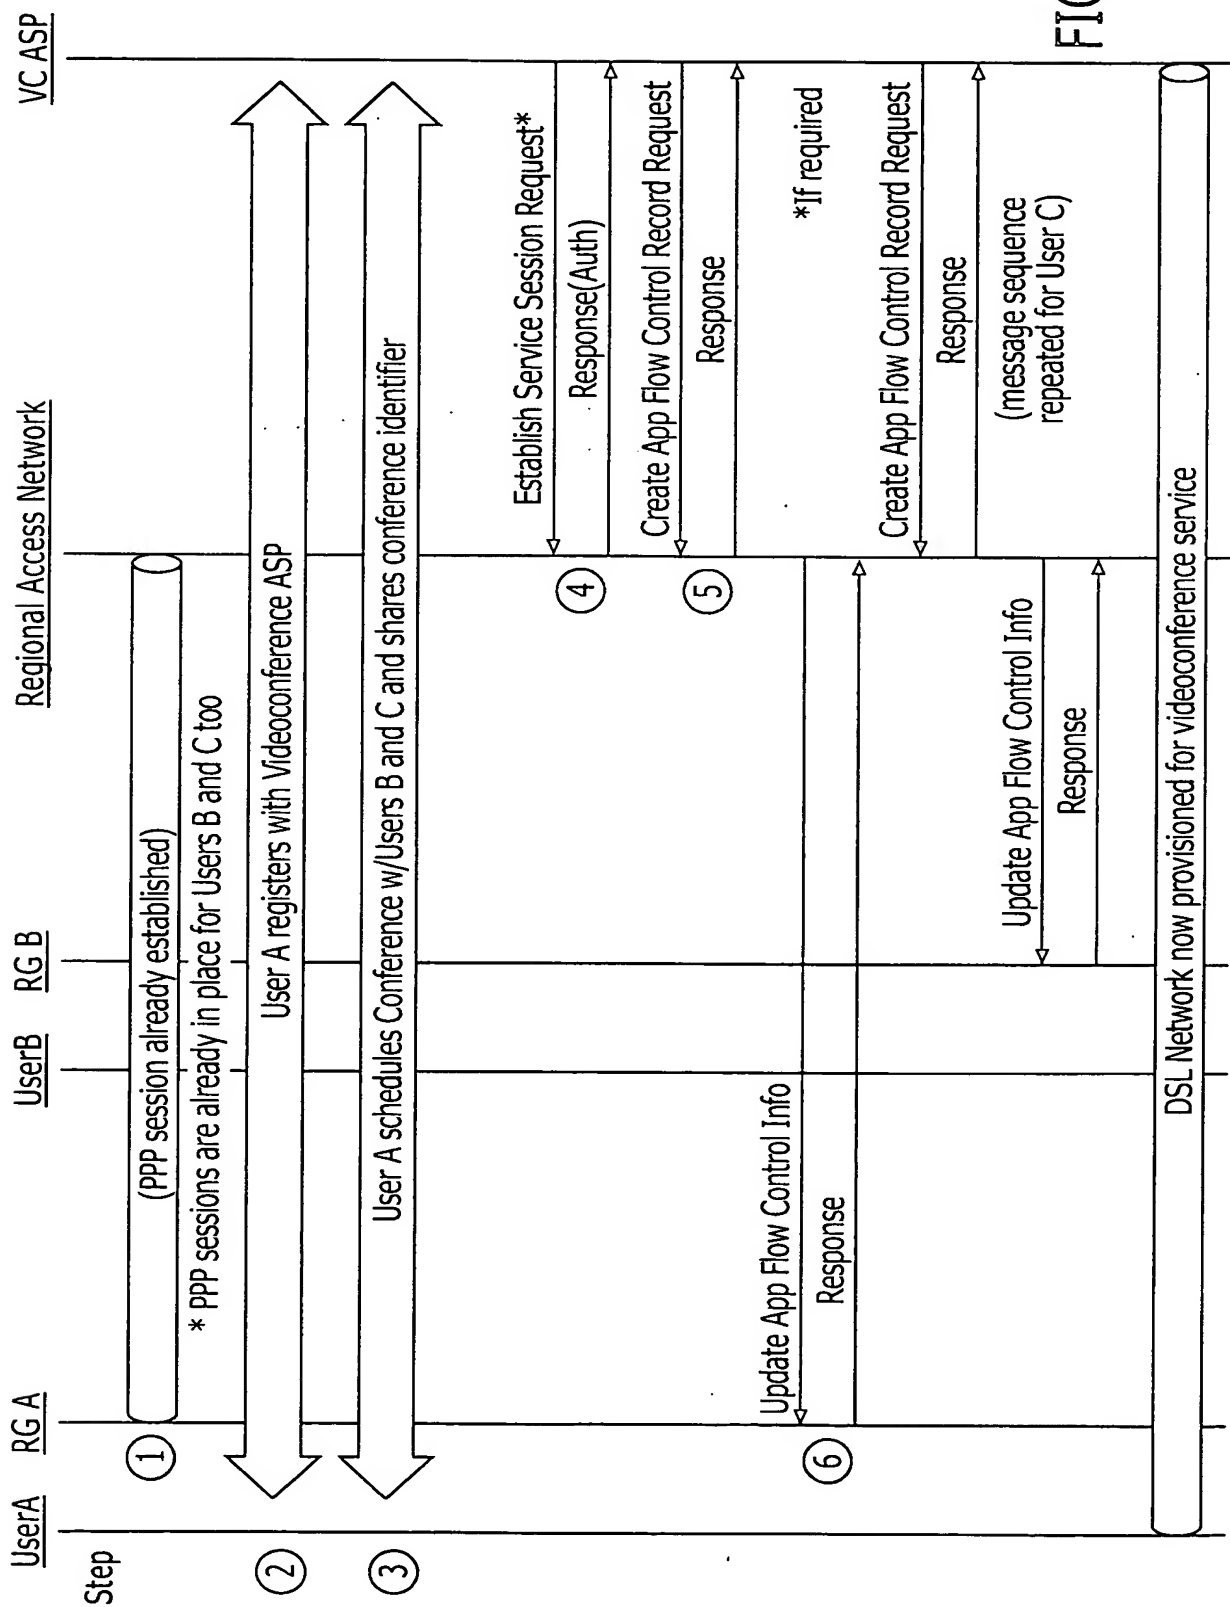 UserA
RG A
UserB
RG B
Regional Access Network
VC ASP
Step
1
(PPP session already established)
* PPP sessions are already in place for Users B and C too
2
User A registers with Videoconference ASP
3
User A schedules Conference w/Users B and C and shares conference identifier
Establish Service Session Request*
4
Response(Auth)
Create App Flow Control Record Request
5
Response
Update App Flow Control Info
*If required
6
Response
Create App Flow Control Record Request
Response
Update App Flow Control Info
(message sequence
repeated for User C)
Response
DSL Network now provisioned for videoconference service